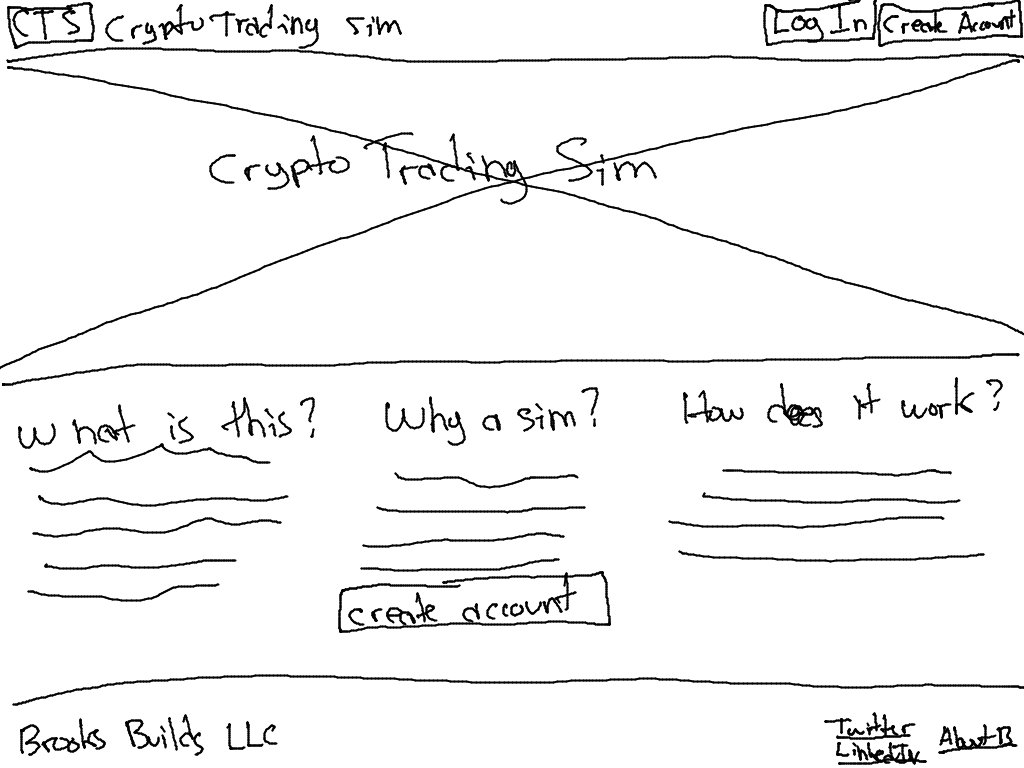 CTS Crypto Trading Sim Log In Create Account
Crypto Trading Sim
What is this? Why a sim? How does it work?
create account
Brooks Builds LLC Twitter
LinkedIn About B